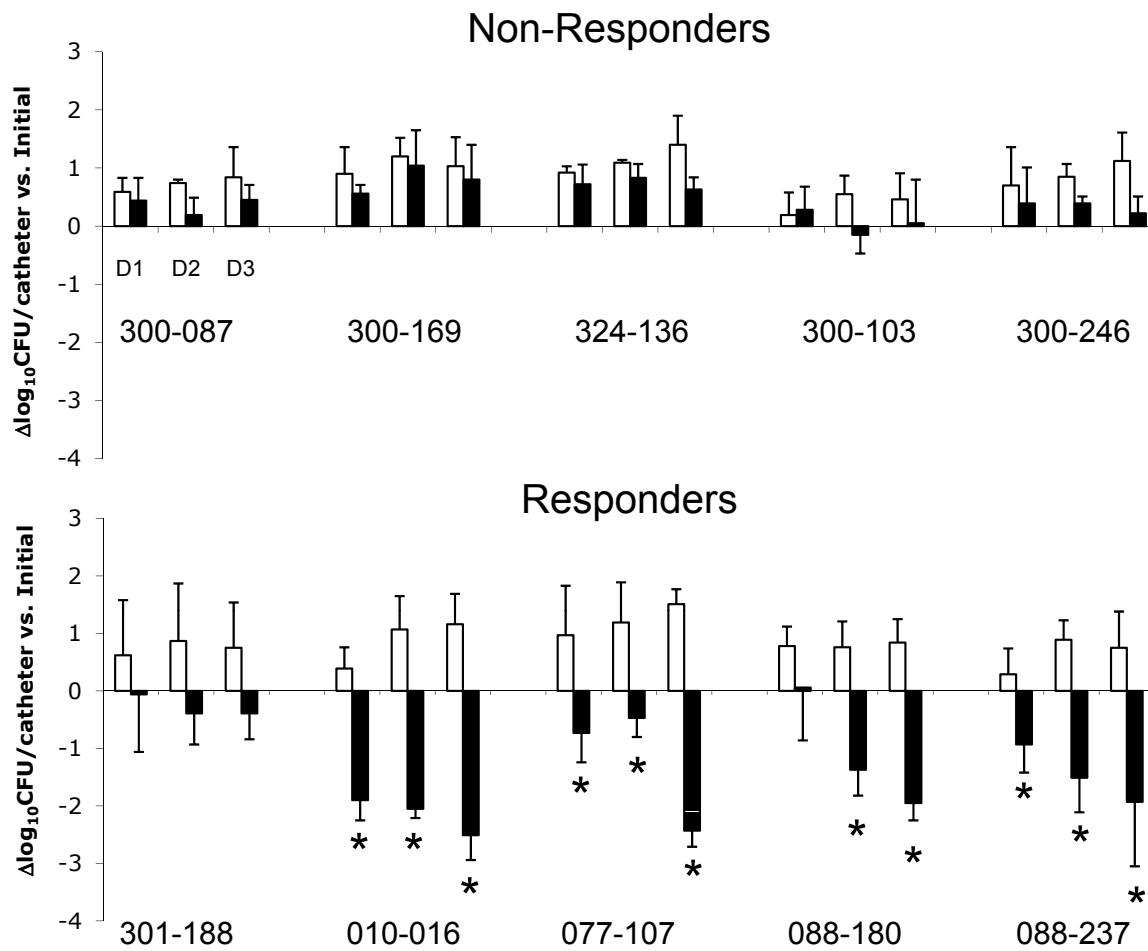 Non-Responders
Δlog₁₀CFU/catheter vs. Initial
3
2
1
0
-1
-2
-3
-4
D1 D2 D3
300-087 300-169 324-136 300-103 300-246
Responders
Δlog₁₀CFU/catheter vs. Initial
3
2
1
0
-1
-2
-3
-4
* * * * * * * * * * *
301-188 010-016 077-107 088-180 088-237